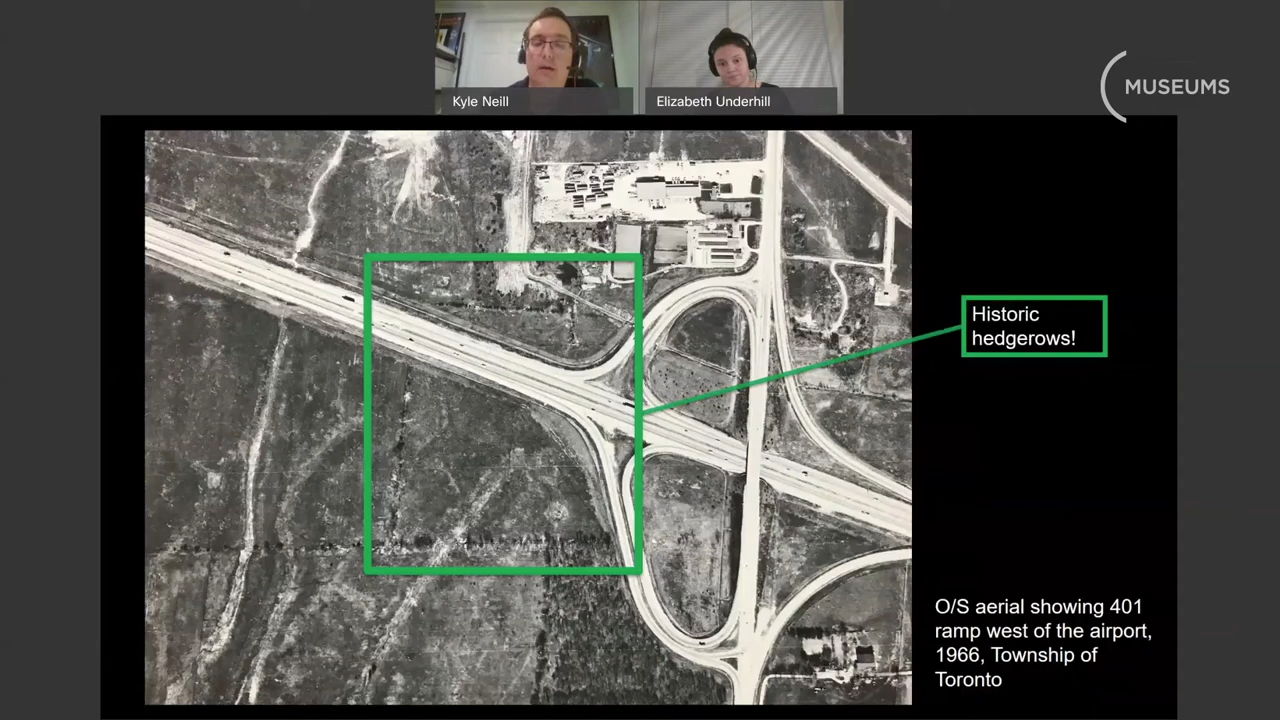 Kyle Neill
Elizabeth Underhill
MUSEUMS
Historic
hedgerows!
O/S aerial showing 401
ramp west of the airport,
1966, Township of
Toronto